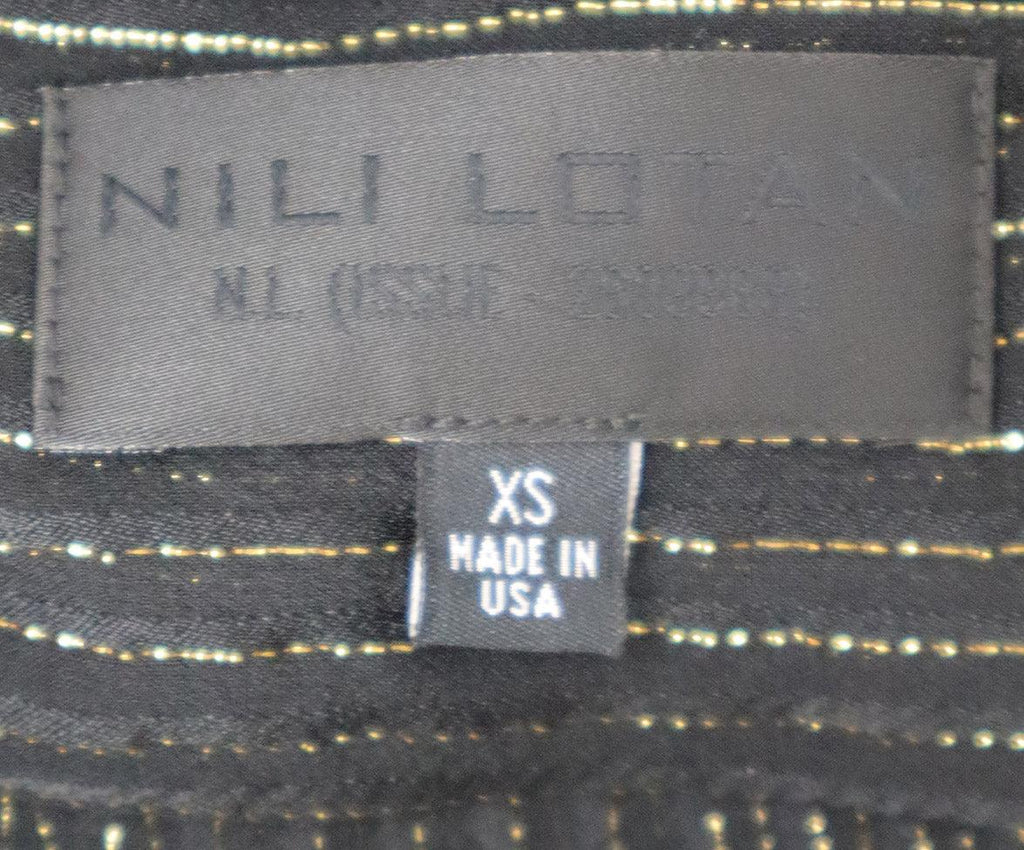 NILI LOTAN
N.L.
XS
MADE IN
USA